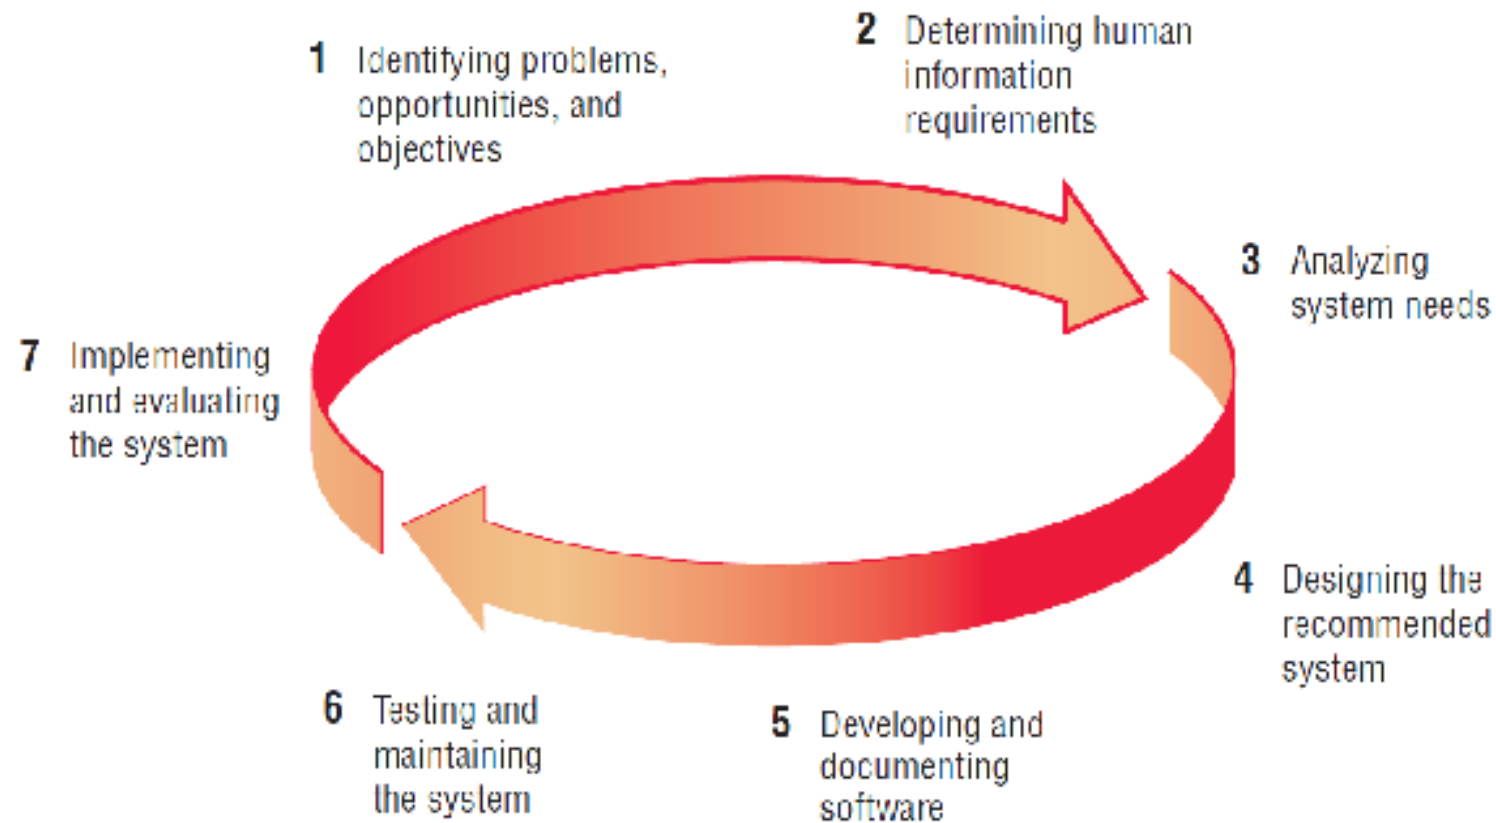 1 Identifying problems,
opportunities, and
objectives
2 Determining human
information
requirements
3 Analyzing
system needs
4 Designing the
recommended
system
5 Developing and
documenting
software
6 Testing and
maintaining
the system
7 Implementing
and evaluating
the system